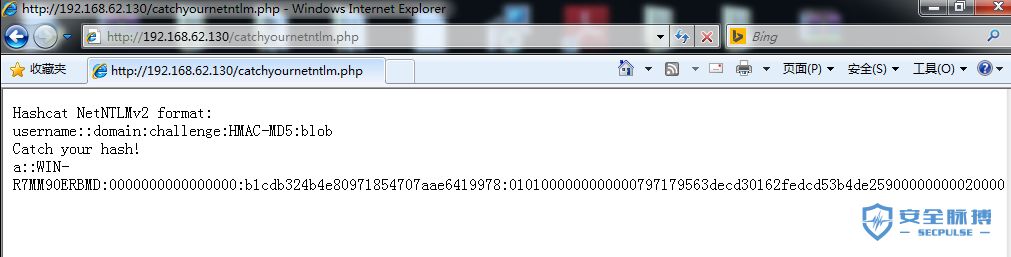 http://192.168.62.130/catchyournetntlm.php - Windows Internet Explorer
http://192.168.62.130/catchyournetntlm.php
Bing
收藏夹
http://192.168.62.130/catchyournetntlm.php
页面(P)
安全(S)
工具(O)
Hashcat NetNTLMv2 format:
username::domain:challenge:HMAC-MD5:blob
Catch your hash!
a::WIN-
R7MM90ERBMD:0000000000000000:b1cdb324b4e80971854707aae6419978:0101000000000000797179563decd30162fedcd53b4de25900000000020000
安全脉搏
SECPULSE